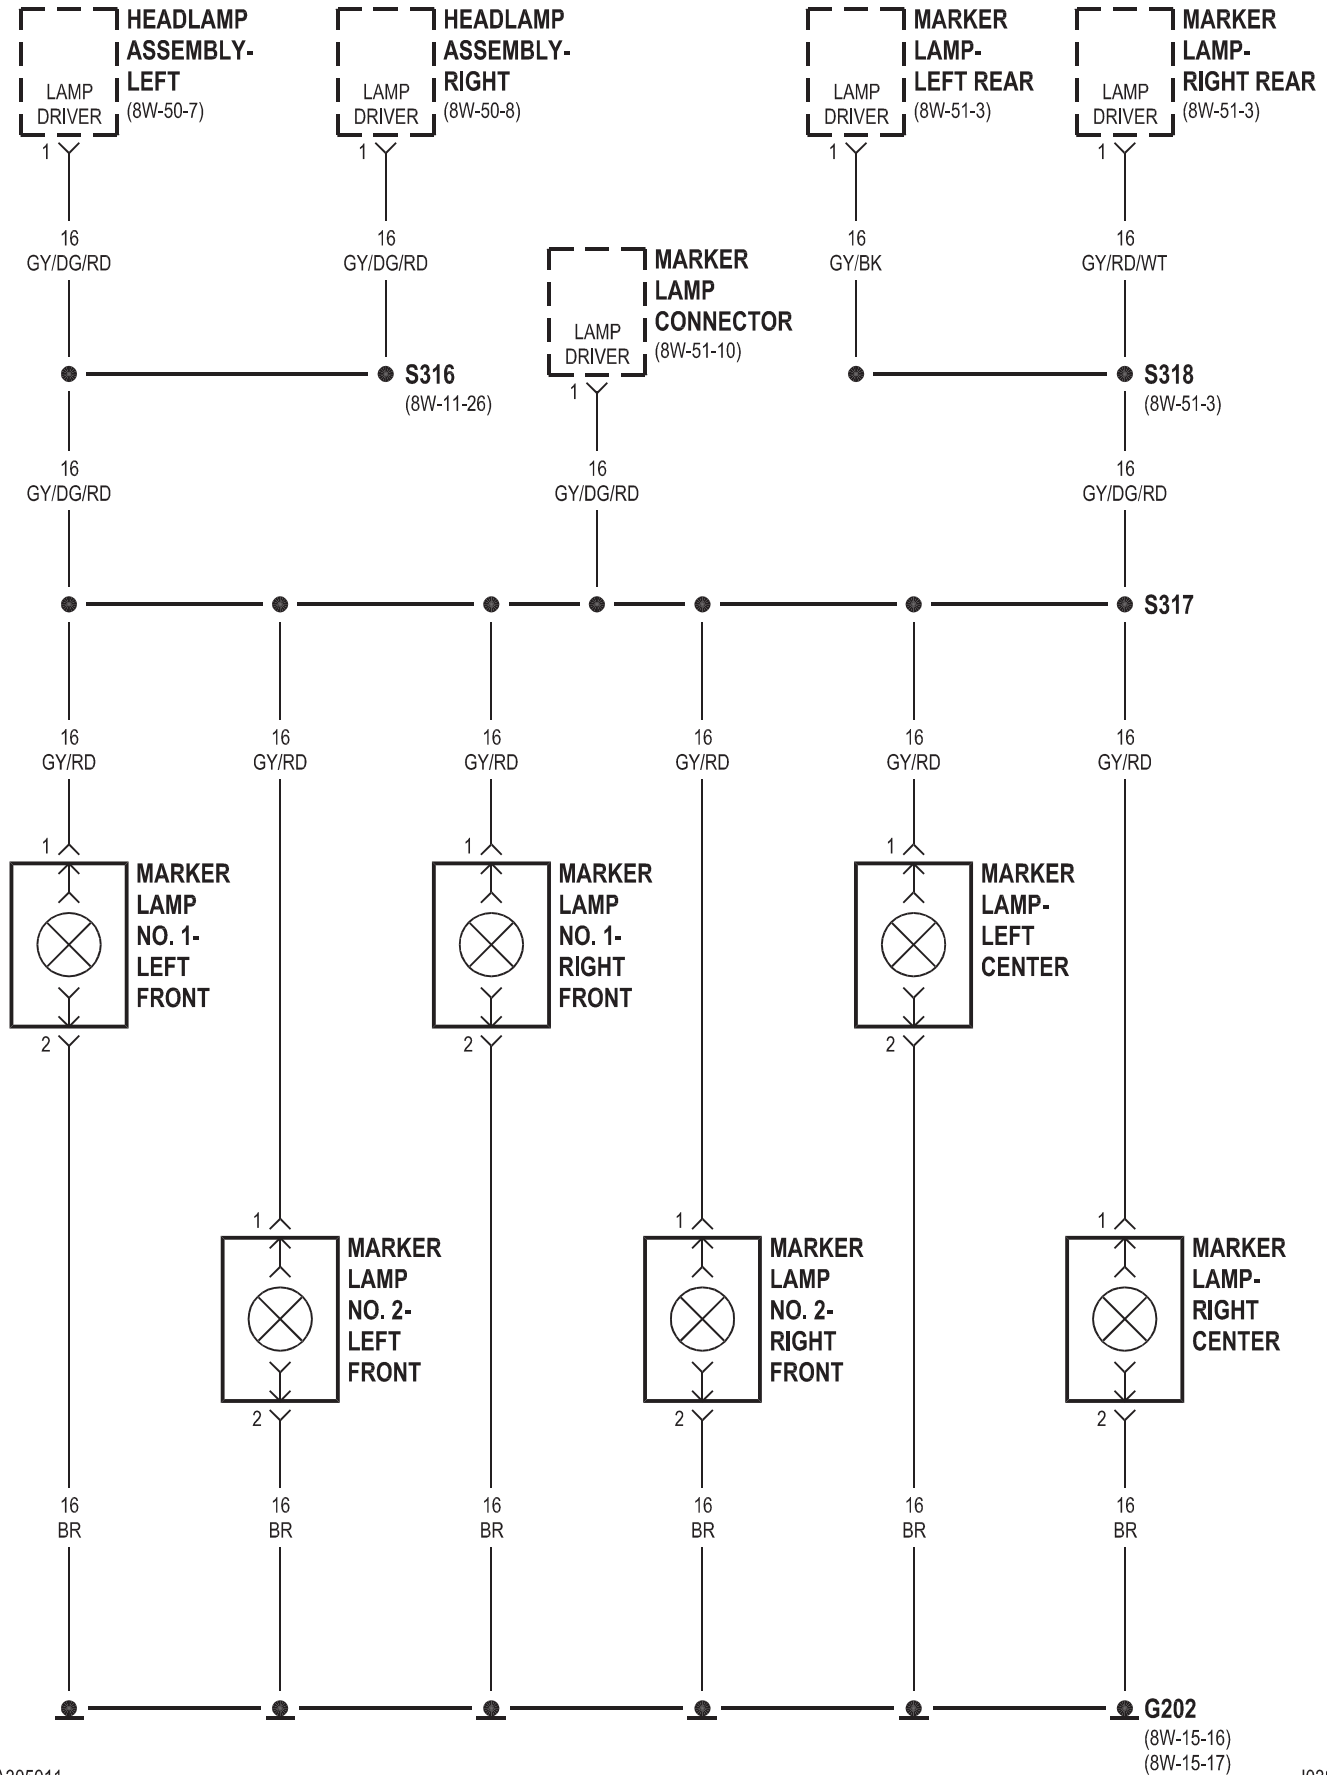 HEADLAMP
ASSEMBLY-
LEFT
(8W-50-7)
LAMP
DRIVER
1
HEADLAMP
ASSEMBLY-
RIGHT
(8W-50-8)
LAMP
DRIVER
1
MARKER
LAMP-
LEFT REAR
(8W-51-3)
LAMP
DRIVER
1
MARKER
LAMP-
RIGHT REAR
(8W-51-3)
LAMP
DRIVER
1
16
GY/DG/RD
16
GY/DG/RD
MARKER
LAMP
CONNECTOR
(8W-51-10)
LAMP
DRIVER
1
16
GY/BK
16
GY/RD/WT
S316
(8W-11-26)
S318
(8W-51-3)
16
GY/DG/RD
16
GY/DG/RD
16
GY/DG/RD
S317
16
GY/RD
16
GY/RD
16
GY/RD
16
GY/RD
16
GY/RD
16
GY/RD
1
MARKER
LAMP
NO. 1-
LEFT
FRONT
2
1
MARKER
LAMP
NO. 1-
RIGHT
FRONT
2
1
MARKER
LAMP-
LEFT
CENTER
2
1
MARKER
LAMP
NO. 2-
LEFT
FRONT
2
1
MARKER
LAMP
NO. 2-
RIGHT
FRONT
2
1
MARKER
LAMP-
RIGHT
CENTER
2
16
BR
16
BR
16
BR
16
BR
16
BR
16
BR
G202
(8W-15-16)
(8W-15-17)